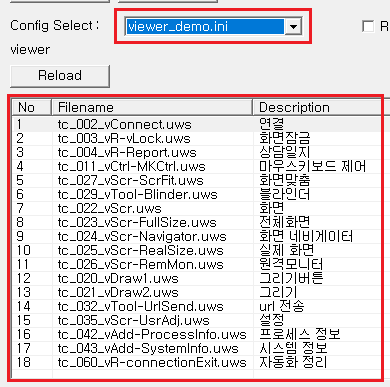 Config Select : viewer_demo.ini R
viewer
Reload
No Filename Description
1 tc_002_vConnect.uws 연결
2 tc_003_vR-vLock.uws 화면잠금
3 tc_004_vR-Report.uws 상담일지
4 tc_011_vCtrl-MKCtrl.uws 마우스키보드 제어
5 tc_027_vScr-ScrFit.uws 화면맞춤
6 tc_029_vTool-Blinder.uws 블라인더
7 tc_022_vScr.uws 화면
8 tc_023_vScr-FullSize.uws 전체화면
9 tc_024_vScr-Navigator.uws 화면 네비게이터
10 tc_025_vScr-RealSize.uws 실제 화면
11 tc_026_vScr-RemMon.uws 원격모니터
12 tc_020_vDraw1.uws 그리기버튼
13 tc_021_vDraw2.uws 그리기
14 tc_032_vTool-UrlSend.uws url 전송
15 tc_035_vScr-UsrAdj.uws 설정
16 tc_042_vAdd-ProcessInfo.uws 프로세스 정보
17 tc_043_vAdd-SystemInfo.uws 시스템 정보
18 tc_060_vR-connectionExit.uws 자동화 정리